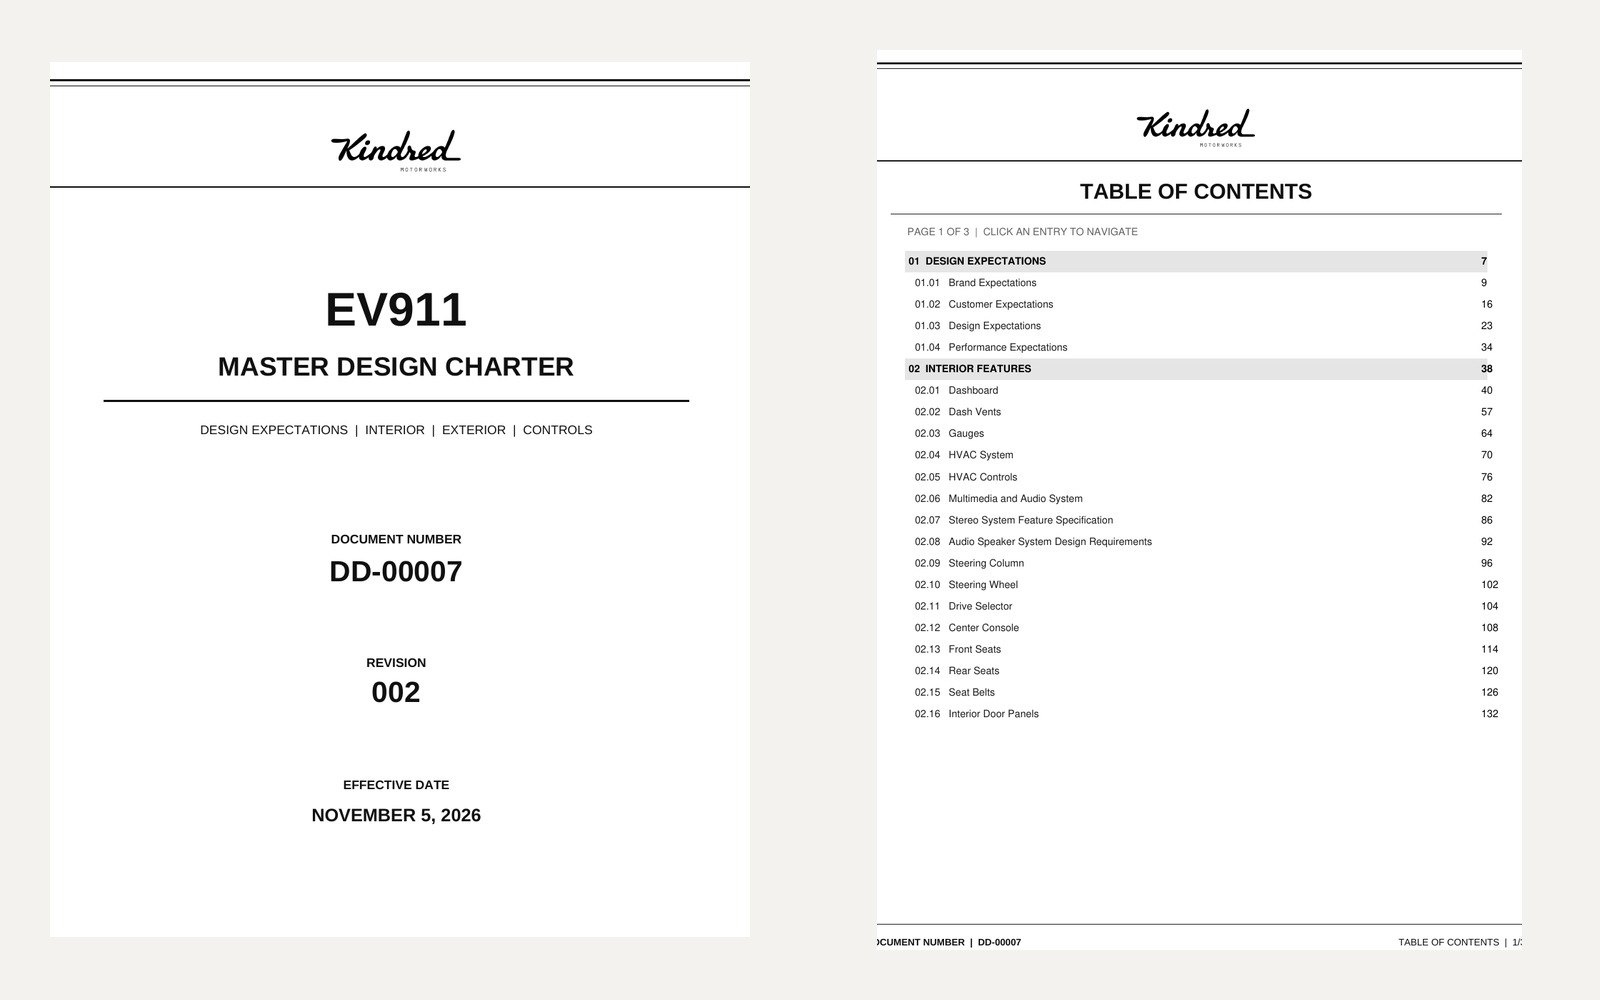 Kindred
MOTORWORKS
EV911
MASTER DESIGN CHARTER
DESIGN EXPECTATIONS | INTERIOR | EXTERIOR | CONTROLS
DOCUMENT NUMBER
DD-00007
REVISION
002
EFFECTIVE DATE
NOVEMBER 5, 2026
Kindred
MOTORWORKS
TABLE OF CONTENTS
PAGE 1 OF 3 | CLICK AN ENTRY TO NAVIGATE
01 DESIGN EXPECTATIONS 7
01.01 Brand Expectations 9
01.02 Customer Expectations 16
01.03 Design Expectations 23
01.04 Performance Expectations 34
02 INTERIOR FEATURES 38
02.01 Dashboard 40
02.02 Dash Vents 57
02.03 Gauges 64
02.04 HVAC System 70
02.05 HVAC Controls 76
02.06 Multimedia and Audio System 82
02.07 Stereo System Feature Specification 86
02.08 Audio Speaker System Design Requirements 92
02.09 Steering Column 96
02.10 Steering Wheel 102
02.11 Drive Selector 104
02.12 Center Console 108
02.13 Front Seats 114
02.14 Rear Seats 120
02.15 Seat Belts 126
02.16 Interior Door Panels 132
OCUMENT NUMBER | DD-00007
TABLE OF CONTENTS | 1/